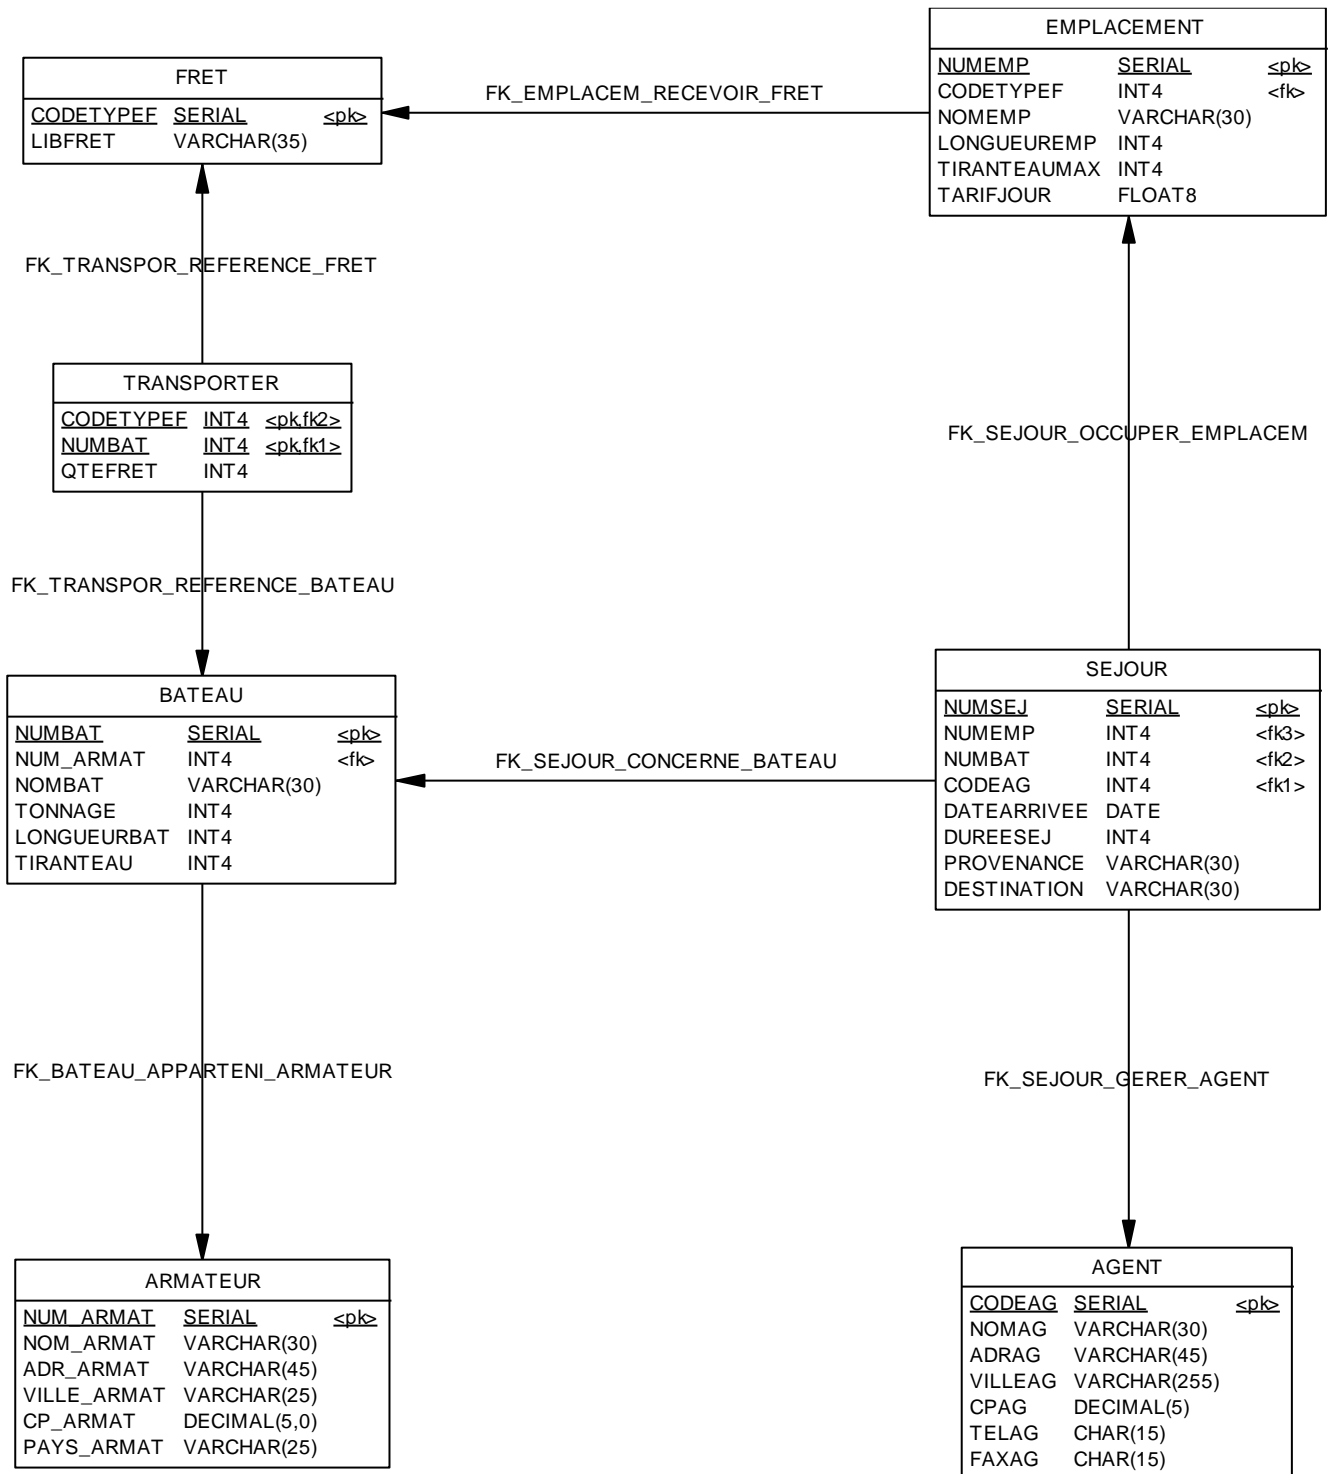 EMPLACEMENT
NUMEMP SERIAL <pk>
CODETYPEF INT4 <fk>
NOMEMP VARCHAR(30)
LONGUEUREMP INT4
TIRANTEAUMAX INT4
TARIFJOUR FLOAT8
FRET
CODETYPEF SERIAL <pk>
LIBFRET VARCHAR(35)
FK_EMPLACEM_RECEVOIR_FRET
FK_TRANSPOR_REFERENCE_FRET
TRANSPORTER
CODETYPEF INT4 <pk,fk2>
NUMBAT INT4 <pk,fk1>
QTEFRET INT4
FK_SEJOUR_OCCUPER_EMPLACEM
FK_TRANSPOR_REFERENCE_BATEAU
BATEAU
NUMBAT SERIAL <pk>
NUM_ARMAT INT4 <fk>
NOMBAT VARCHAR(30)
TONNAGE INT4
LONGUEURBAT INT4
TIRANTEAU INT4
FK_SEJOUR_CONCERNE_BATEAU
SEJOUR
NUMSEJ SERIAL <pk>
NUMEMP INT4 <fk3>
NUMBAT INT4 <fk2>
CODEAG INT4 <fk1>
DATEARRIVEE DATE
DUREESEJ INT4
PROVENANCE VARCHAR(30)
DESTINATION VARCHAR(30)
FK_BATEAU_APPARTENI_ARMATEUR
FK_SEJOUR_GERER_AGENT
ARMATEUR
NUM_ARMAT SERIAL <pk>
NOM_ARMAT VARCHAR(30)
ADR_ARMAT VARCHAR(45)
VILLE_ARMAT VARCHAR(25)
CP_ARMAT DECIMAL(5,0)
PAYS_ARMAT VARCHAR(25)
AGENT
CODEAG SERIAL <pk>
NOMAG VARCHAR(30)
ADRAG VARCHAR(45)
VILLEAG VARCHAR(255)
CPAG DECIMAL(5)
TELAG CHAR(15)
FAXAG CHAR(15)